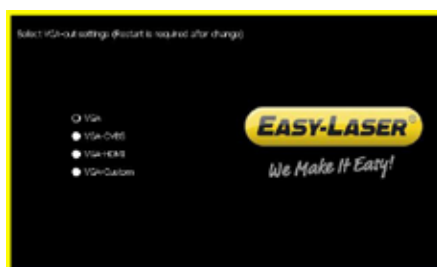 Select VGA-out settings (Restart is required after change)
VGA
VGA-CVBS
VGA-HDMI
VGA-Custom
EASY-LASER®
We Make It Easy!